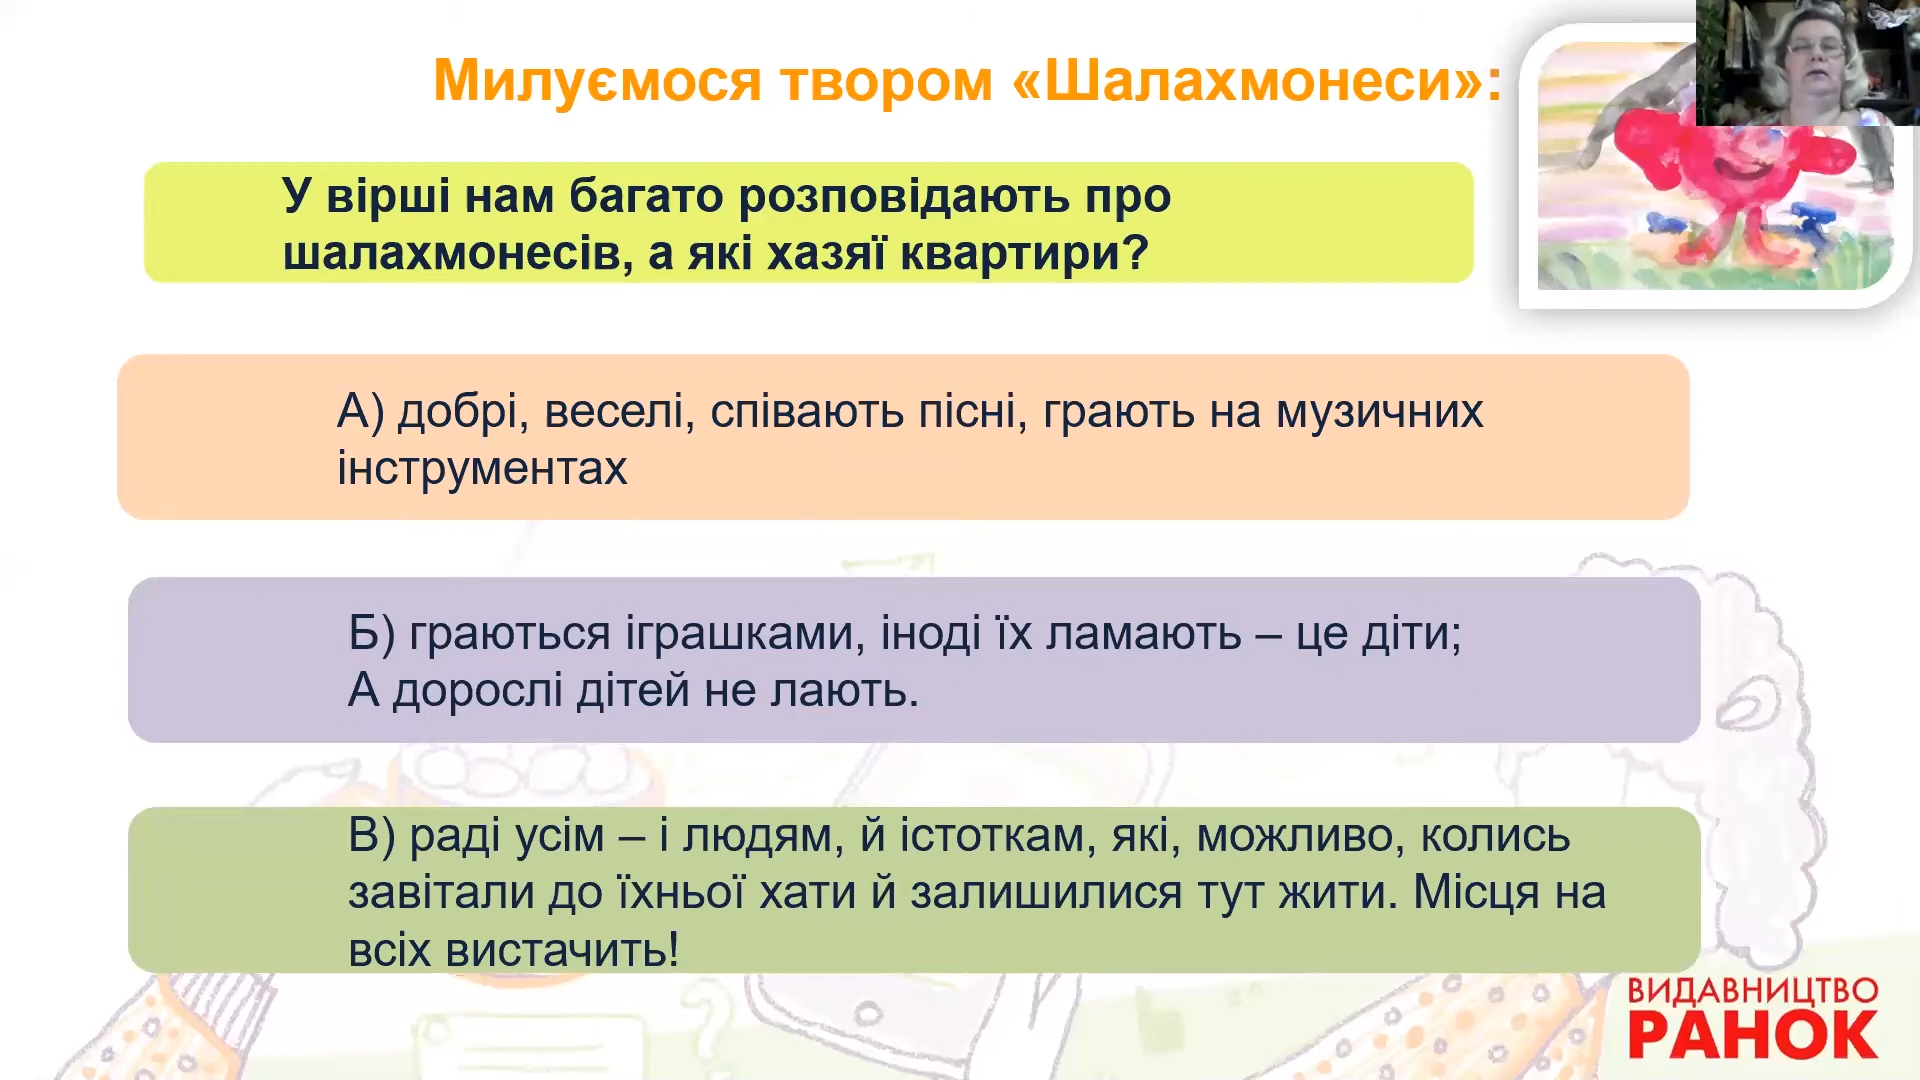 Милуємося твором «Шалахмонеси»:
У вірші нам багато розповідають про
шалахмонесів, а які хазяї квартири?
А) добрі, веселі, співають пісні, грають на музичних
інструментах
Б) граються іграшками, іноді їх ламають – це діти;
А дорослі дітей не лають.
В) раді усім – і людям, й істоткам, які, можливо, колись
завітали до їхньої хати й залишилися тут жити. Місця на
всіх вистачить!
ВИДАВНИЦТВО
РАНОК